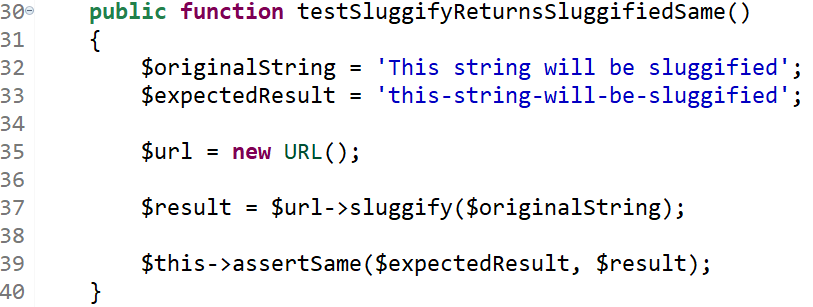 30 public function testSluggifyReturnsSluggifiedSame()
31 {
32 $originalString = 'This string will be sluggified';
33 $expectedResult = 'this-string-will-be-sluggified';
34
35 $url = new URL();
36
37 $result = $url->sluggify($originalString);
38
39 $this->assertSame($expectedResult, $result);
40 }